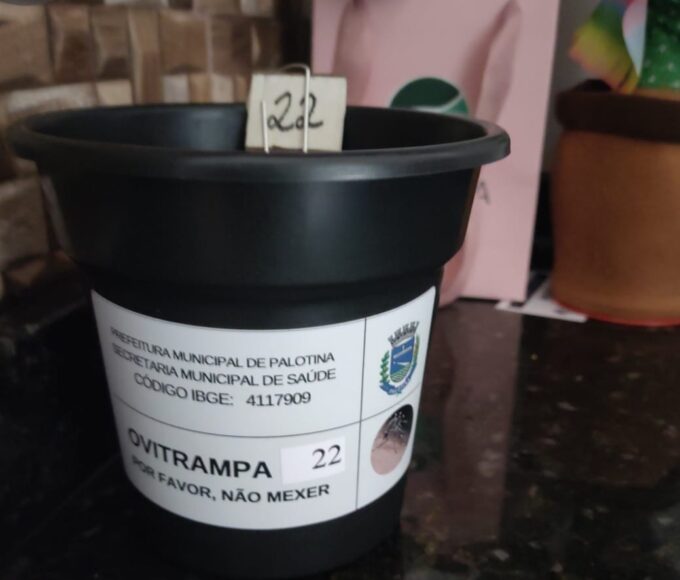 22
PREFEITURA MUNICIPAL DE PALOTINA
SECRETARIA MUNICIPAL DE SAÚDE
CÓDIGO IBGE: 4117909
OVITRAMPA 22
POR FAVOR, NÃO MEXER